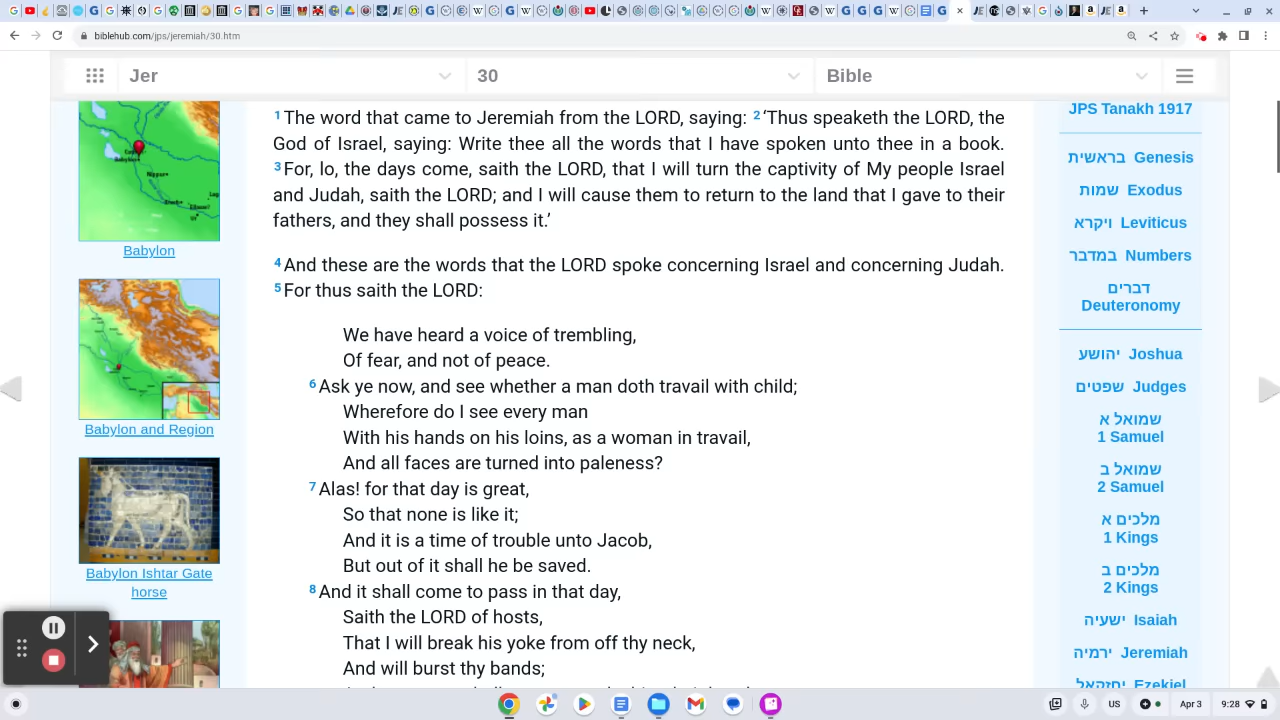 biblehub.com/jps/jeremiah/30.htm
Jer
30
Bible
1 The word that came to Jeremiah from the LORD, saying: 2 ‘Thus speaketh the LORD, the
God of Israel, saying: Write thee all the words that I have spoken unto thee in a book.
3 For, lo, the days come, saith the LORD, that I will turn the captivity of My people Israel
and Judah, saith the LORD; and I will cause them to return to the land that I gave to their
fathers, and they shall possess it.’
4 And these are the words that the LORD spoke concerning Israel and concerning Judah.
5 For thus saith the LORD:
We have heard a voice of trembling,
Of fear, and not of peace.
6 Ask ye now, and see whether a man doth travail with child;
Wherefore do I see every man
With his hands on his loins, as a woman in travail,
And all faces are turned into paleness?
7 Alas! for that day is great,
So that none is like it;
And it is a time of trouble unto Jacob,
But out of it shall he be saved.
8 And it shall come to pass in that day,
Saith the LORD of hosts,
That I will break his yoke from off thy neck,
And will burst thy bands;
Babylon
Nippur
Babylon
Babylon and Region
Babylon Ishtar Gate
horse
JPS Tanakh 1917
בראשית Genesis
שמות Exodus
ויקרא Leviticus
במדבר Numbers
דברים
Deuteronomy
יהושע Joshua
שפטים Judges
שמואל א
1 Samuel
שמואל ב
2 Samuel
מלכים א
1 Kings
מלכים ב
2 Kings
ישעיה Isaiah
ירמיה Jeremiah
יחזקאל Ezekiel
US
Apr 3
9:28